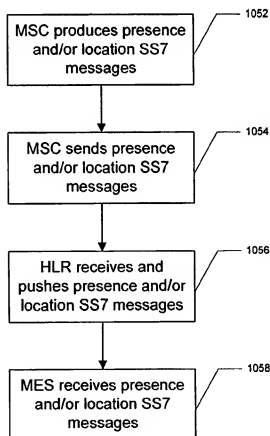 MSC produces presence
and/or location SS7
messages
1052
MSC sends presence
and/or location SS7
messages
1054
HLR receives and
pushes presence and/or
location SS7 messages
1056
MES receives presence
and/or location SS7
messages
1058